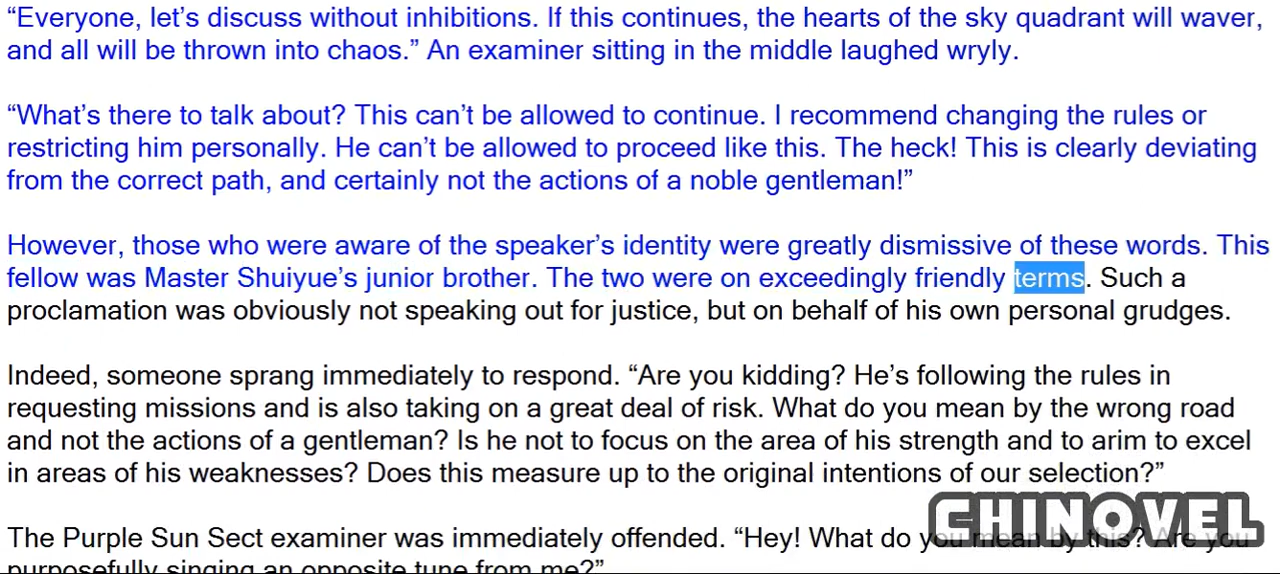 “Everyone, let’s discuss without inhibitions. If this continues, the hearts of the sky quadrant will waver,
and all will be thrown into chaos.” An examiner sitting in the middle laughed wryly.
“What’s there to talk about? This can’t be allowed to continue. I recommend changing the rules or
restricting him personally. He can’t be allowed to proceed like this. The heck! This is clearly deviating
from the correct path, and certainly not the actions of a noble gentleman!”
However, those who were aware of the speaker’s identity were greatly dismissive of these words. This
fellow was Master Shuiyue’s junior brother. The two were on exceedingly friendly terms. Such a
proclamation was obviously not speaking out for justice, but on behalf of his own personal grudges.
Indeed, someone sprang immediately to respond. “Are you kidding? He’s following the rules in
requesting missions and is also taking on a great deal of risk. What do you mean by the wrong road
and not the actions of a gentleman? Is he not to focus on the area of his strength and to arim to excel
in areas of his weaknesses? Does this measure up to the original intentions of our selection?”
The Purple Sun Sect examiner was immediately offended. “Hey! What do you mean by this? Are you
purposefully singing an opposite tune from me?”
CHINOVEL